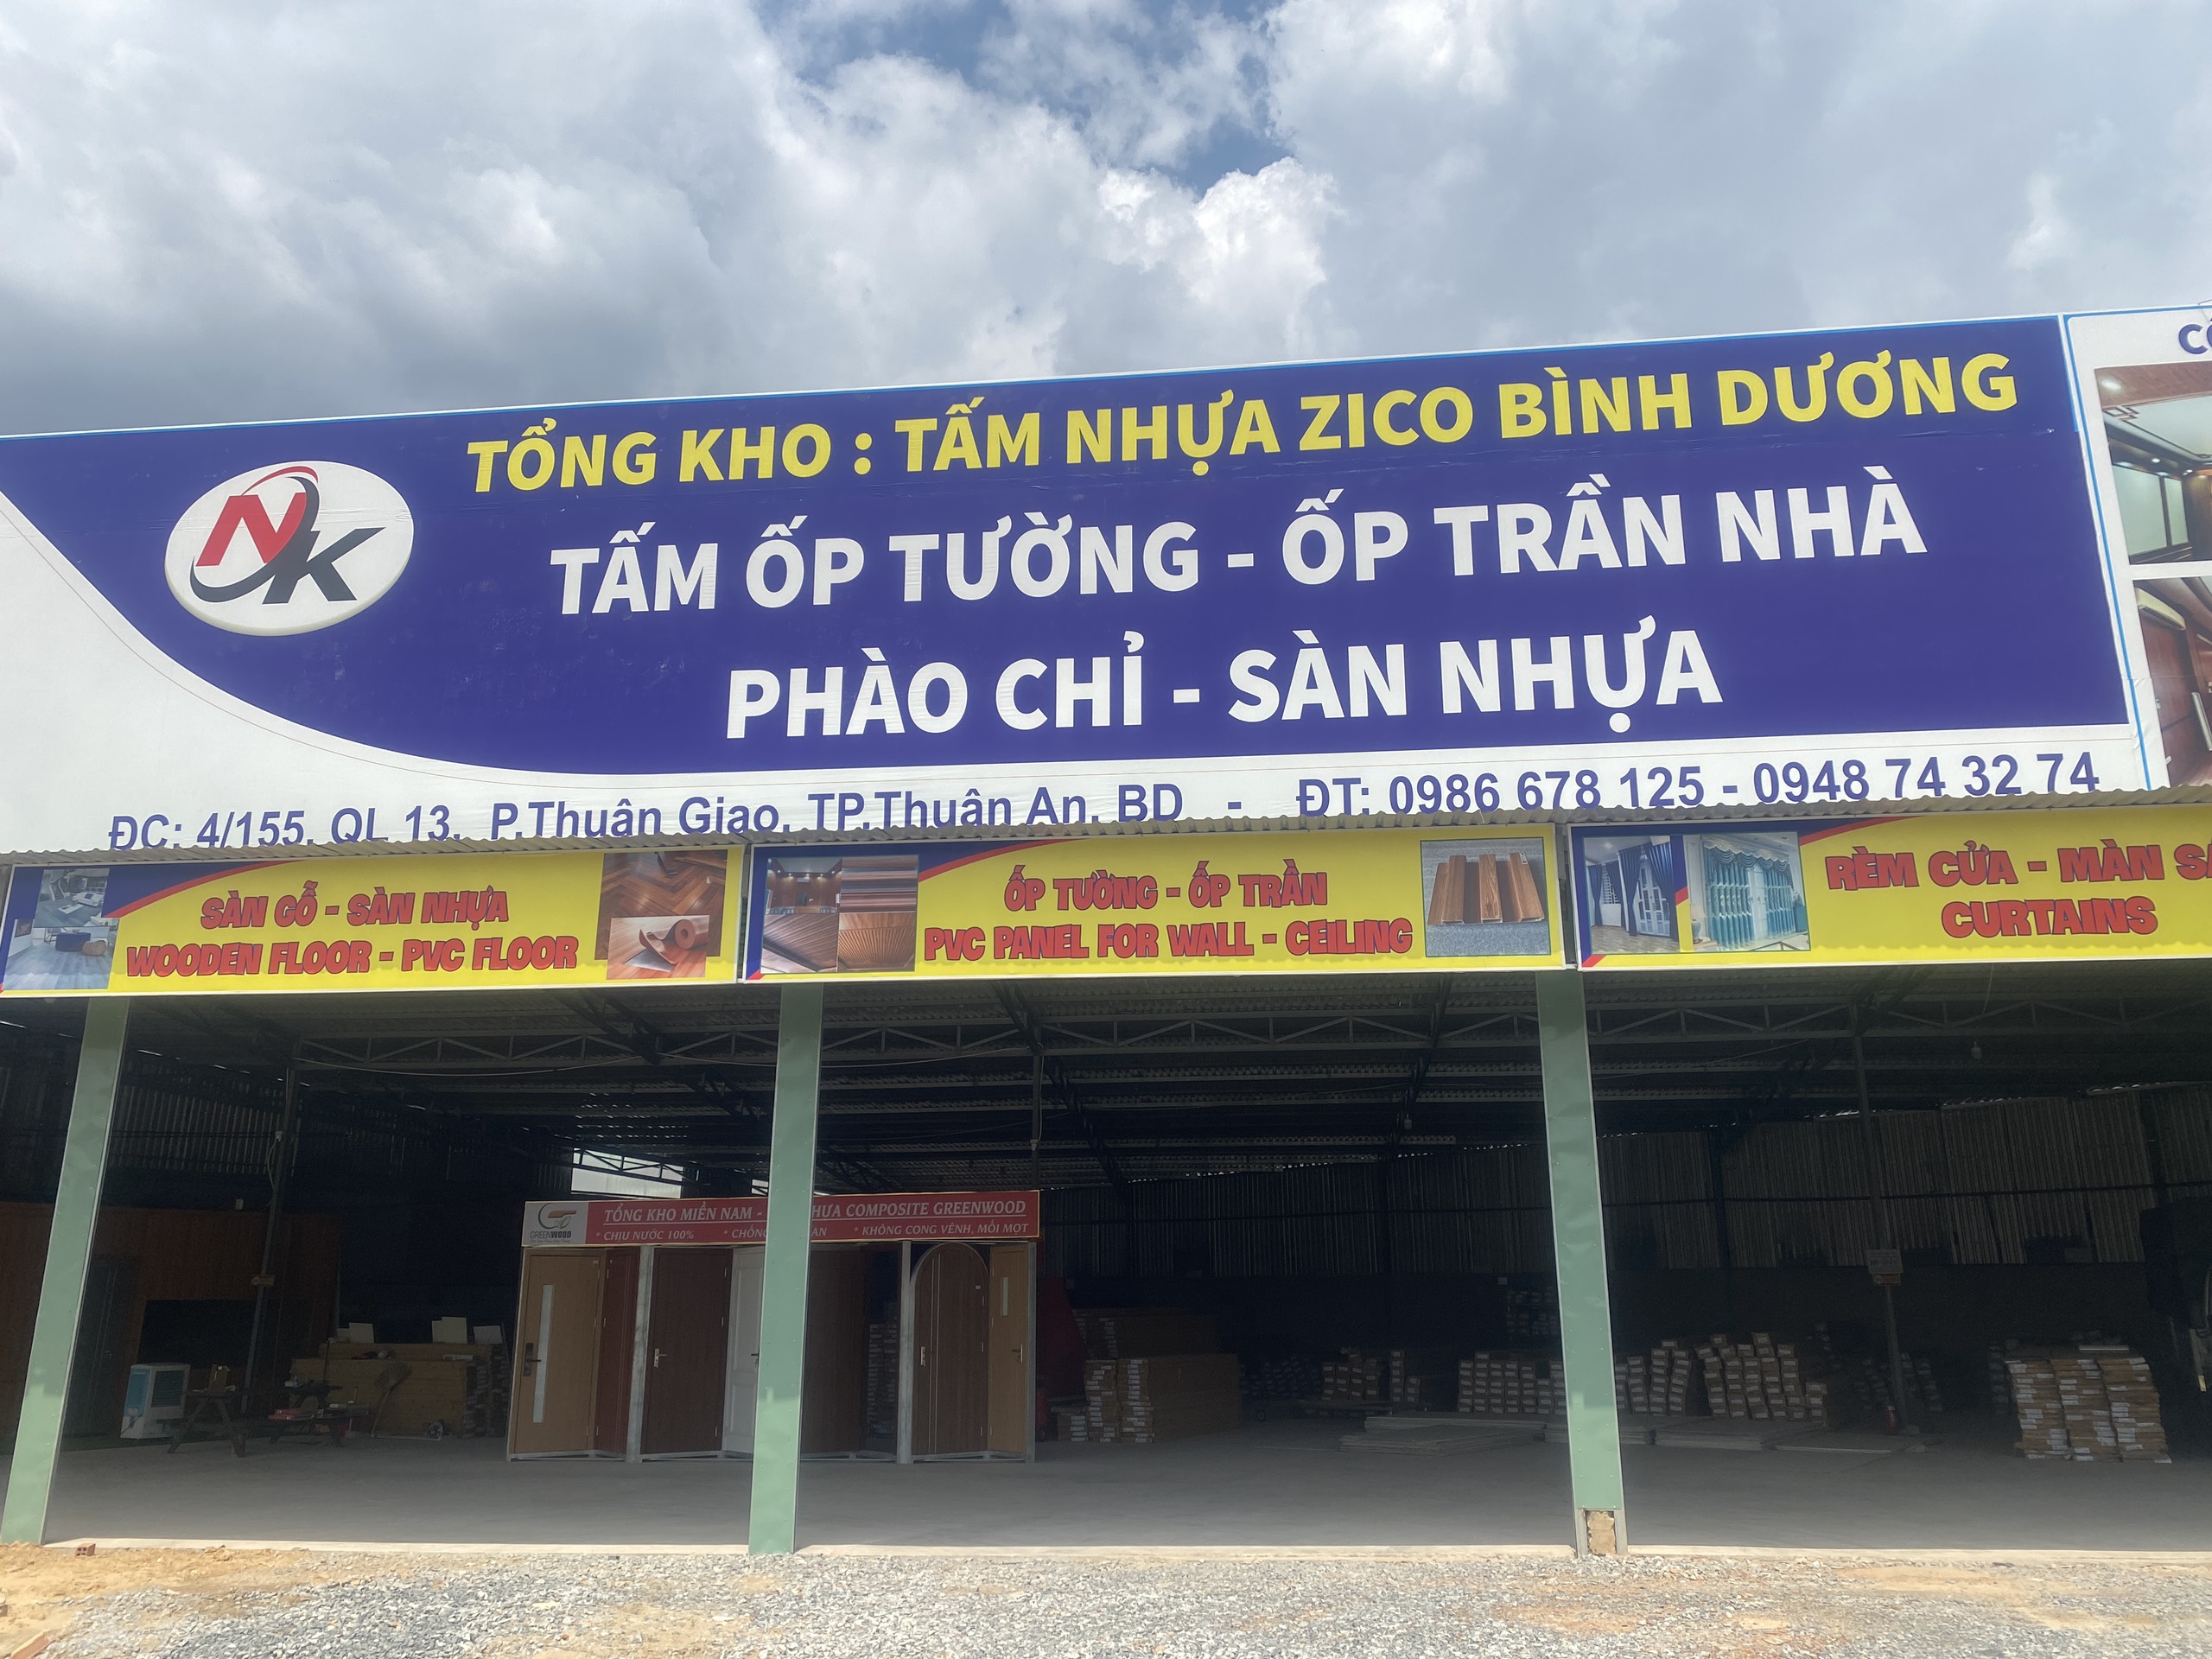 TỔNG KHO : TẤM NHỰA ZICO BÌNH DƯƠNG
NK
TẤM ỐP TƯỜNG - ỐP TRẦN NHÀ
PHÀO CHỈ - SÀN NHỰA
ĐC: 4/155, QL 13, P.Thuận Giao, TP.Thuận An, BD - ĐT: 0986 678 125 - 0948 74 32 74
SÀN GỖ - SÀN NHỰA
WOODEN FLOOR - PVC FLOOR
ỐP TƯỜNG - ỐP TRẦN
PVC PANEL FOR WALL - CEILING
RÈM CỬA - MÀN
CURTAINS
TỔNG KHO MIỀN NAM - COMPOSITE GREENWOOD
GREENWOOD
* CHỊU NƯỚC 100% * KHÔNG CONG VÊNH, MỐI MỌT